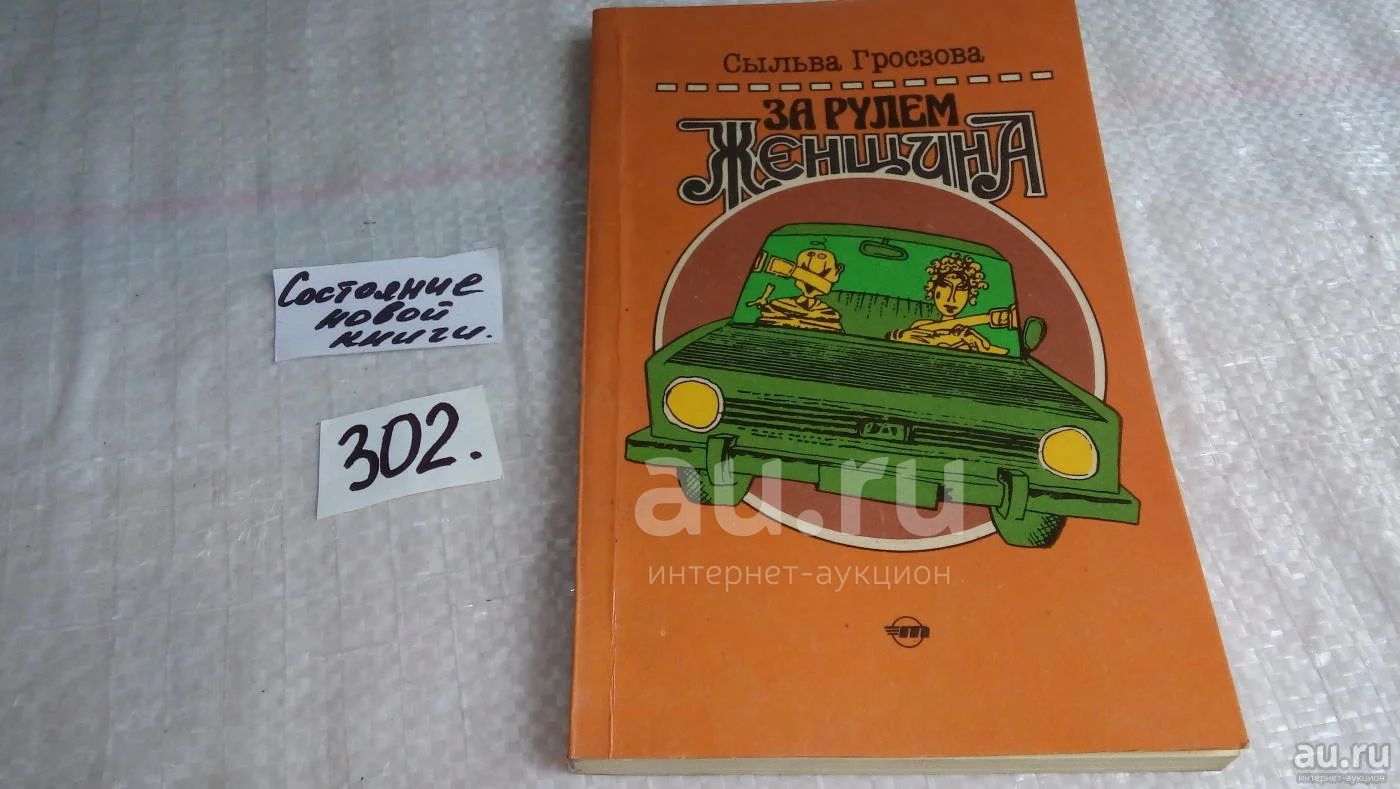 Сыльва Гросзова
ЗА РУЛЕМ
ЖЕНЩИНА
Состояние
новой
книги.
302.
au.ru
интернет-аукцион
au.ru
интернет-аукцион